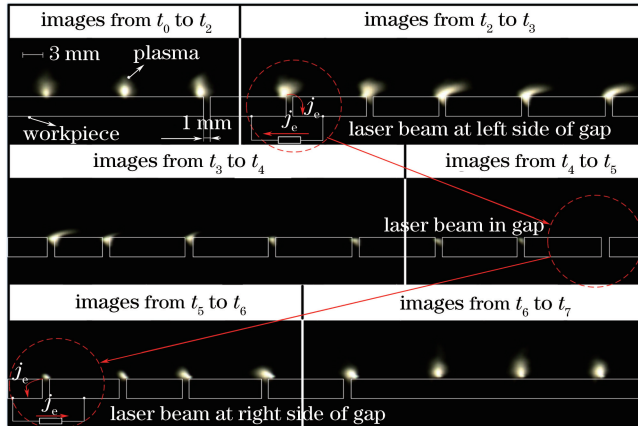 images from t₀ to t₂
images from t₂ to t₃
3 mm
plasma
jₑ
1 mm
jₑ
workpiece
laser beam at left side of gap
images from t₃ to t₄
images from t₄ to t₅
laser beam in gap
images from t₅ to t₆
images from t₆ to t₇
jₑ
jₑ
laser beam at right side of gap